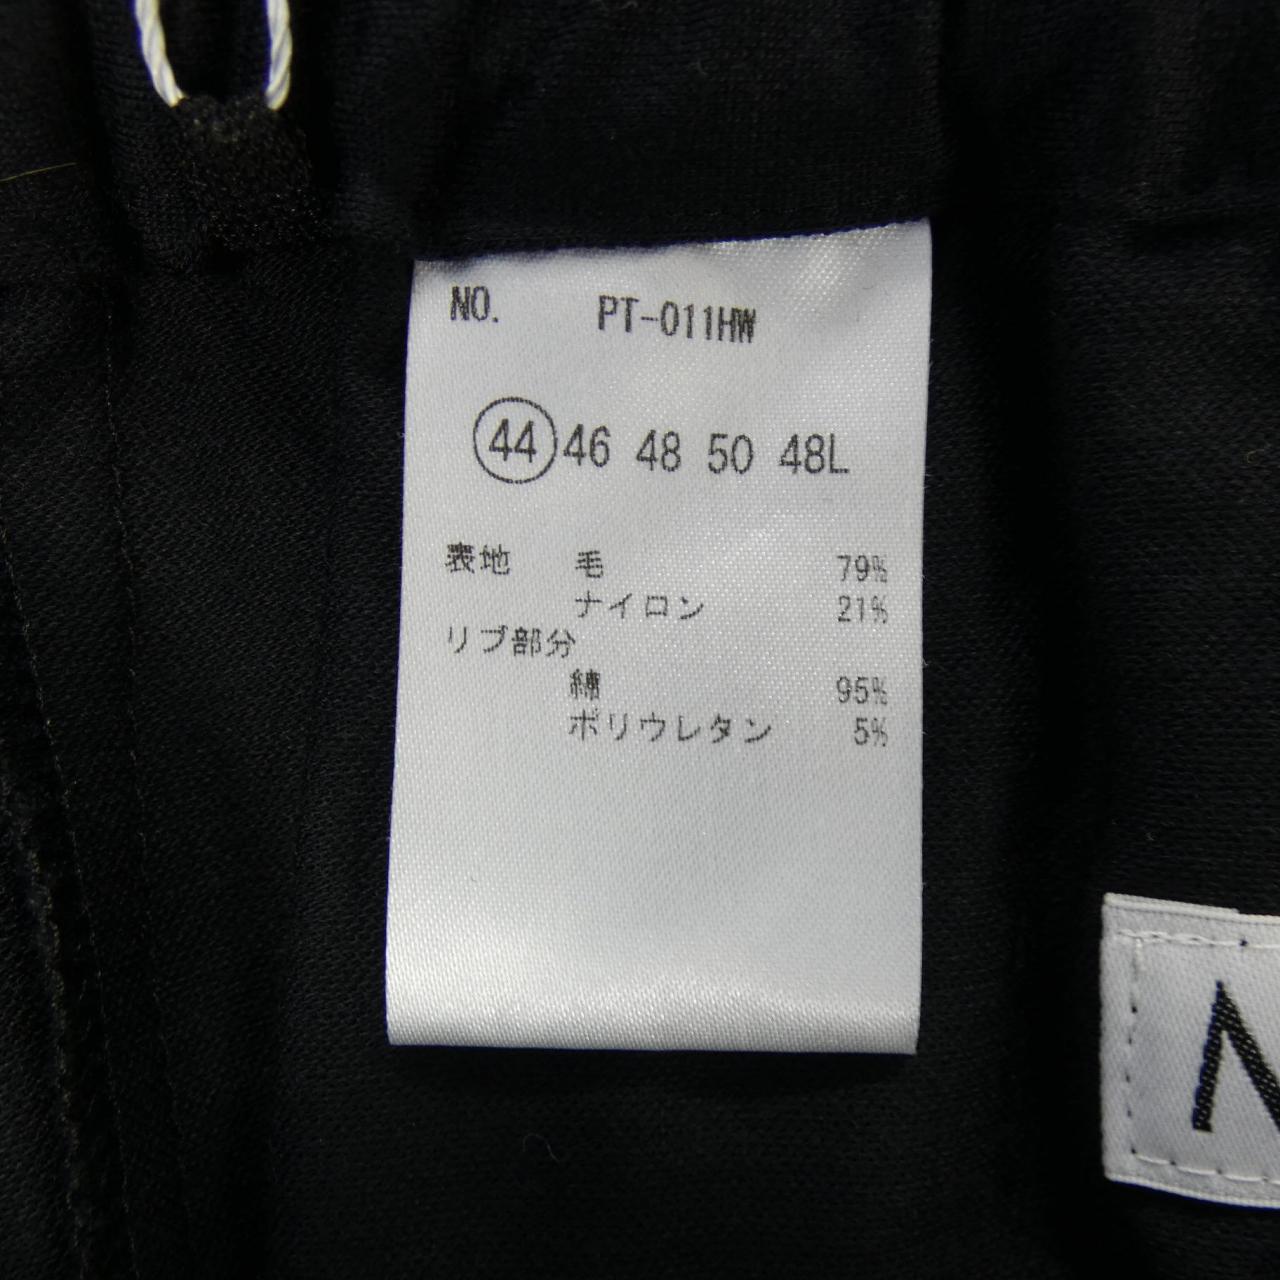 NO. PT-011HW
44 46 48 50 48L
表地 毛 79%
ナイロン 21%
リブ部分
綿 95%
ポリウレタン 5%
N